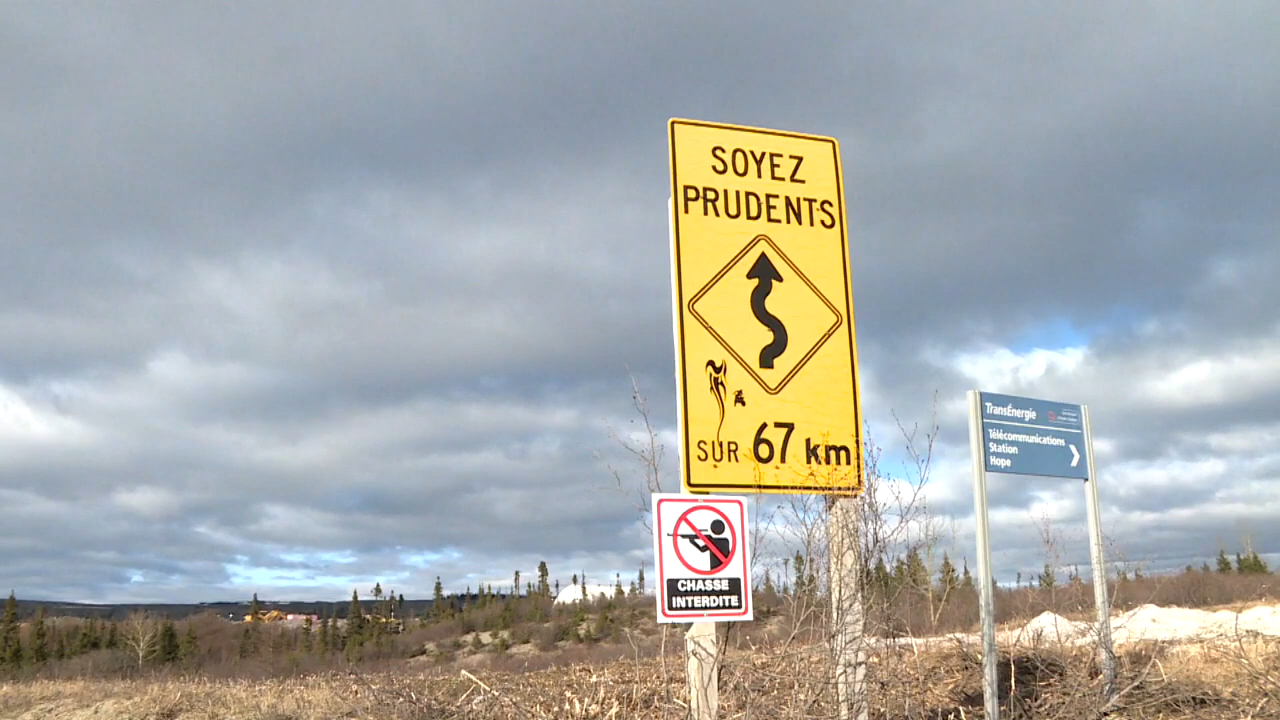 SOYEZ
PRUDENTS
SUR 67 km
CHASSE
INTERDITE
TransÉnergie
Télécommunications
Station
Hope